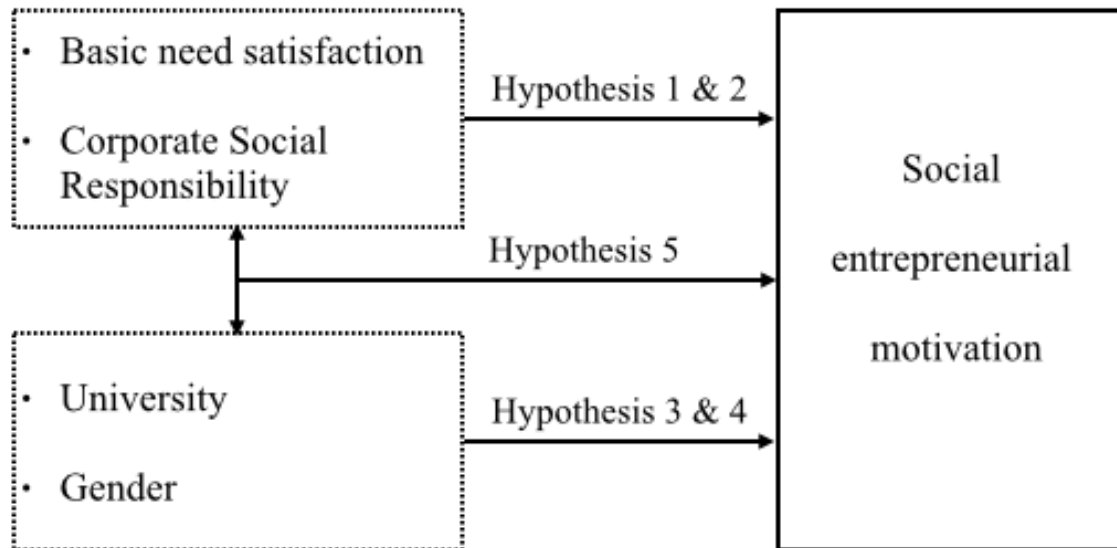 · Basic need satisfaction
· Corporate Social
Responsibility
Hypothesis 1 & 2
Hypothesis 5
· University
· Gender
Hypothesis 3 & 4
Social
entrepreneurial
motivation